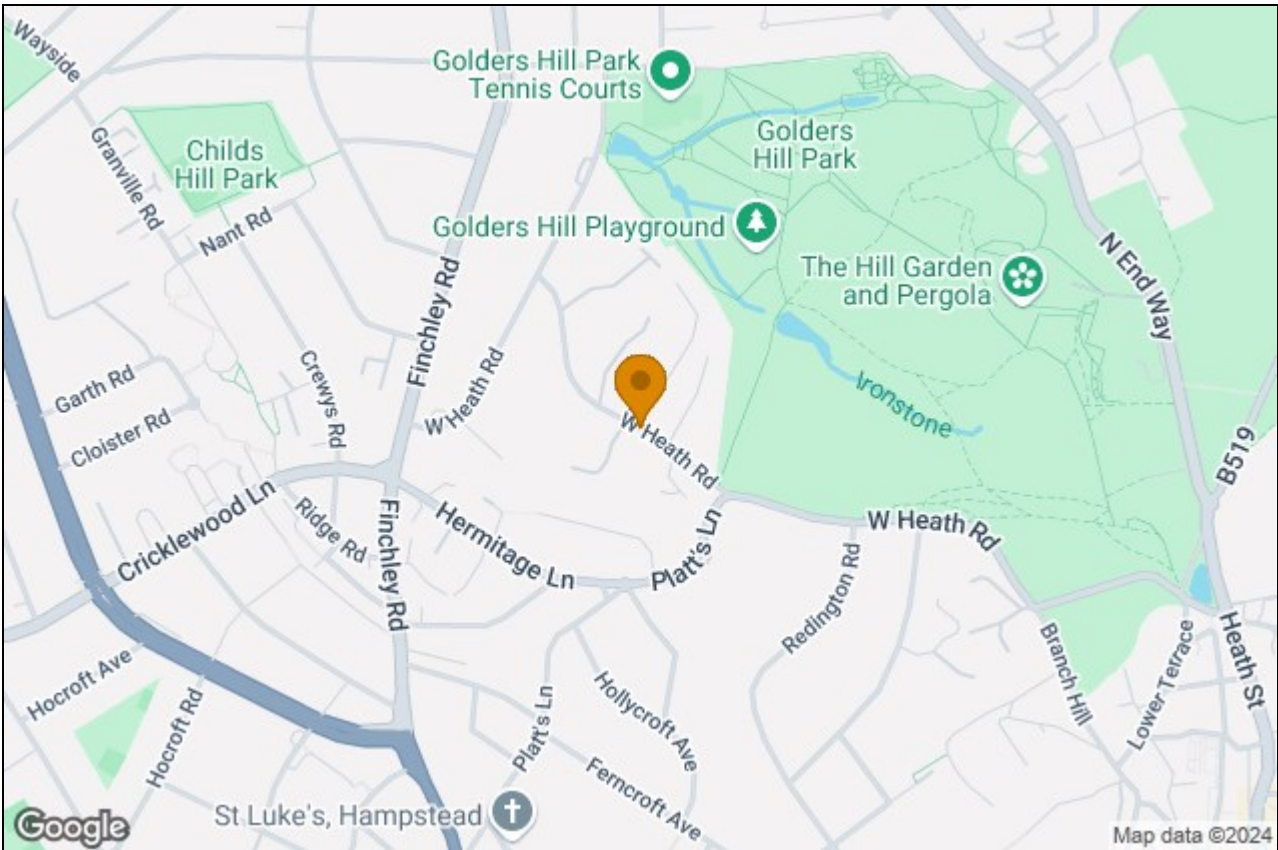 Wayside
Golders Hill Park
Tennis Courts
Granville Rd
Childs
Hill Park
Golders
Hill Park
Nant Rd
Golders Hill Playground
The Hill Garden
and Pergola
N End Way
Finchley Rd
W Heath Rd
Garth Rd
Crewys Rd
Cloister Rd
W Heath Rd
Ironstone
B519
Cricklewood Ln
Ridge Rd
Finchley Rd
Hermitage Ln
Platt's Ln
W Heath Rd
Redington Rd
Hocroft Ave
Hocroft Rd
Platt's Ln
Hollycroft Ave
Branch Hill
Lower Terrace
Heath St
Ferncroft Ave
St Luke's, Hampstead
Google
Map data ©2024